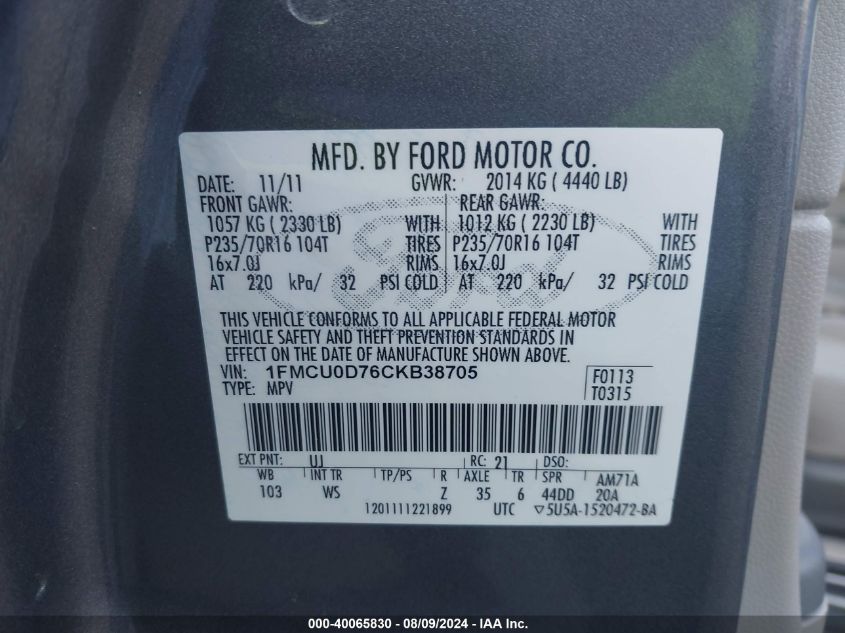 MFD. BY FORD MOTOR CO.
DATE: 11/11 GVWR: 2014 KG ( 4440 LB)
FRONT GAWR: REAR GAWR:
1057 KG ( 2330 LB) WITH 1012 KG ( 2230 LB) WITH
P235/70R16 104T TIRES P235/70R16 104T TIRES
16x7.0J RIMS 16x7.0J RIMS
AT 220 kPa/ 32 PSI COLD AT 220 kPa/ 32 PSI COLD
Ford
THIS VEHICLE CONFORMS TO ALL APPLICABLE FEDERAL MOTOR
VEHICLE SAFETY AND THEFT PREVENTION STANDARDS IN
EFFECT ON THE DATE OF MANUFACTURE SHOWN ABOVE.
VIN: 1FMCU0D76CKB38705 F0113
TYPE: MPV T0315
EXT PNT: UJ RC: 21 DSO:
WB INT TR TP/PS R AXLE TR SPR AM71A
103 WS Z 35 6 44DD 20A
1201111221899 UTC ▽5U5A-1520472-BA
000-40065830 - 08/09/2024 - IAA Inc.